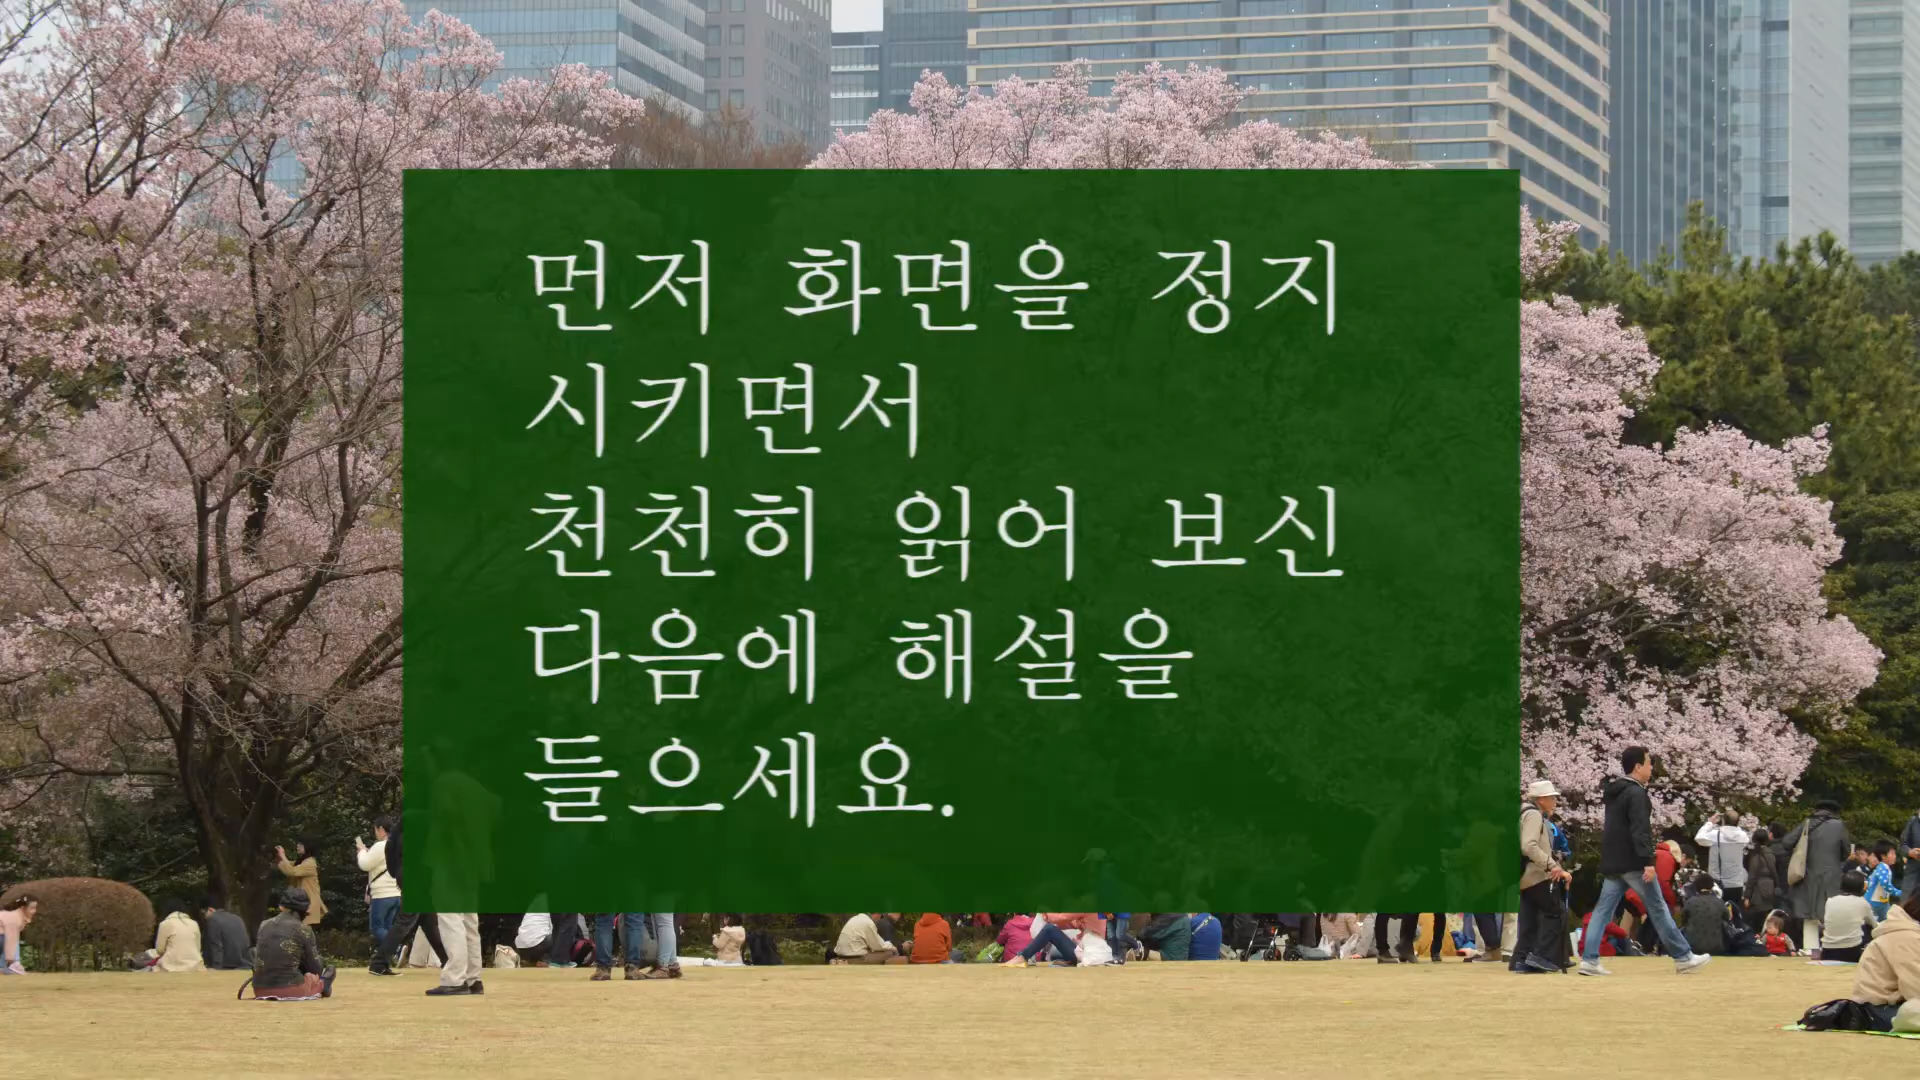 먼저 화면을 정지
시키면서
천천히 읽어 보신
다음에 해설을
들으세요.